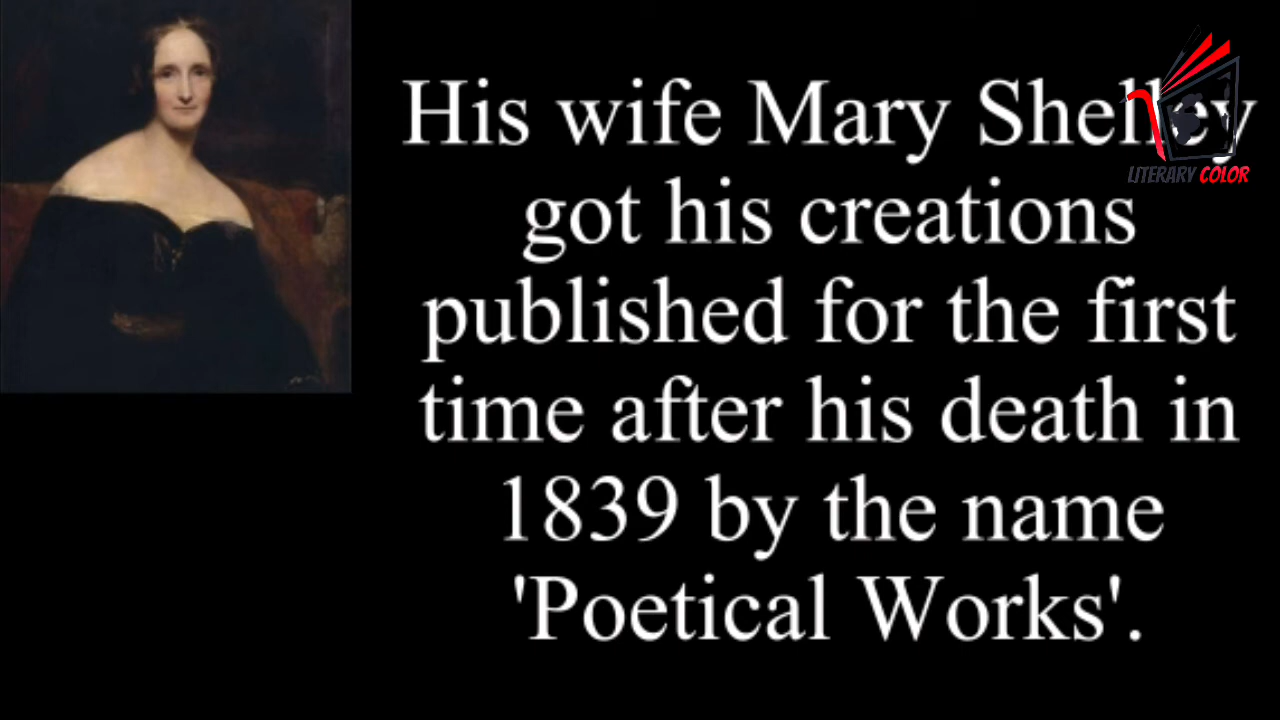 His wife Mary Shelley
got his creations
published for the first
time after his death in
1839 by the name
'Poetical Works'.
LITERARY COLOR